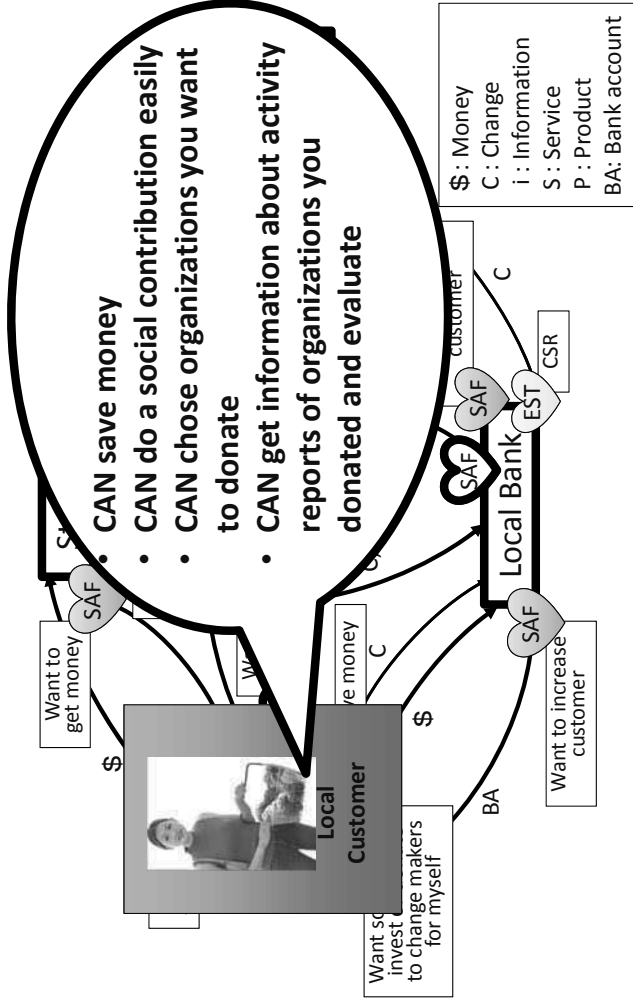 CAN save money
CAN do a social contribution easily
CAN chose organizations you want
to donate
CAN get information about activity
reports of organizations you
donated and evaluate
Want to
get money
SAF
$
Local
Customer
money
C
$
Want
invest
to change makers
for myself
BA
SAF
Want to increase
customer
Local Bank
SAF
SAF
EST
customer
C
CSR
$ : Money
C : Change
i : Information
S : Service
P : Product
BA: Bank account